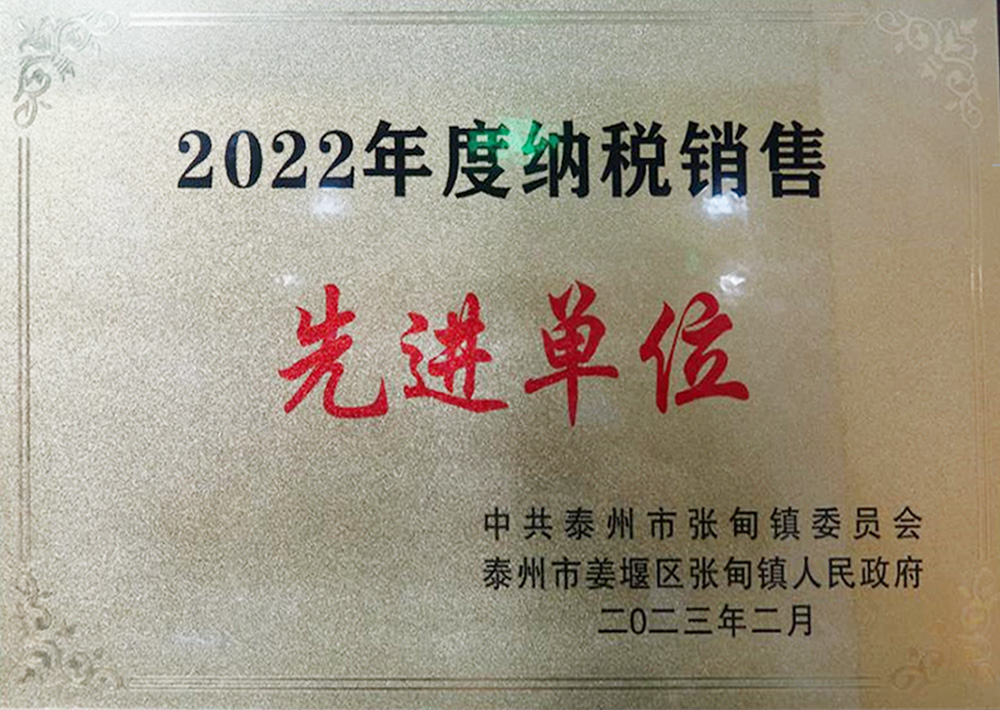 2022年度纳税销售
先进单位
中共泰州市张甸镇委员会
泰州市姜堰区张甸镇人民政府
二〇二三年二月